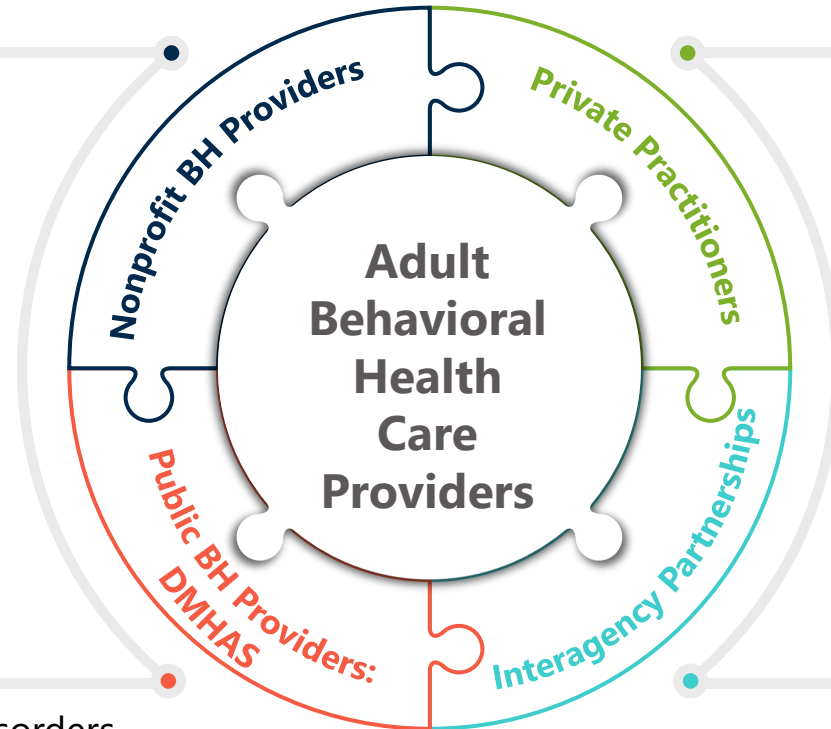 Nonprofit BH Providers
Private Practitioners
Adult
Behavioral
Health
Care
Providers
Public BH Providers:
DMHAS
Interagency Partnerships